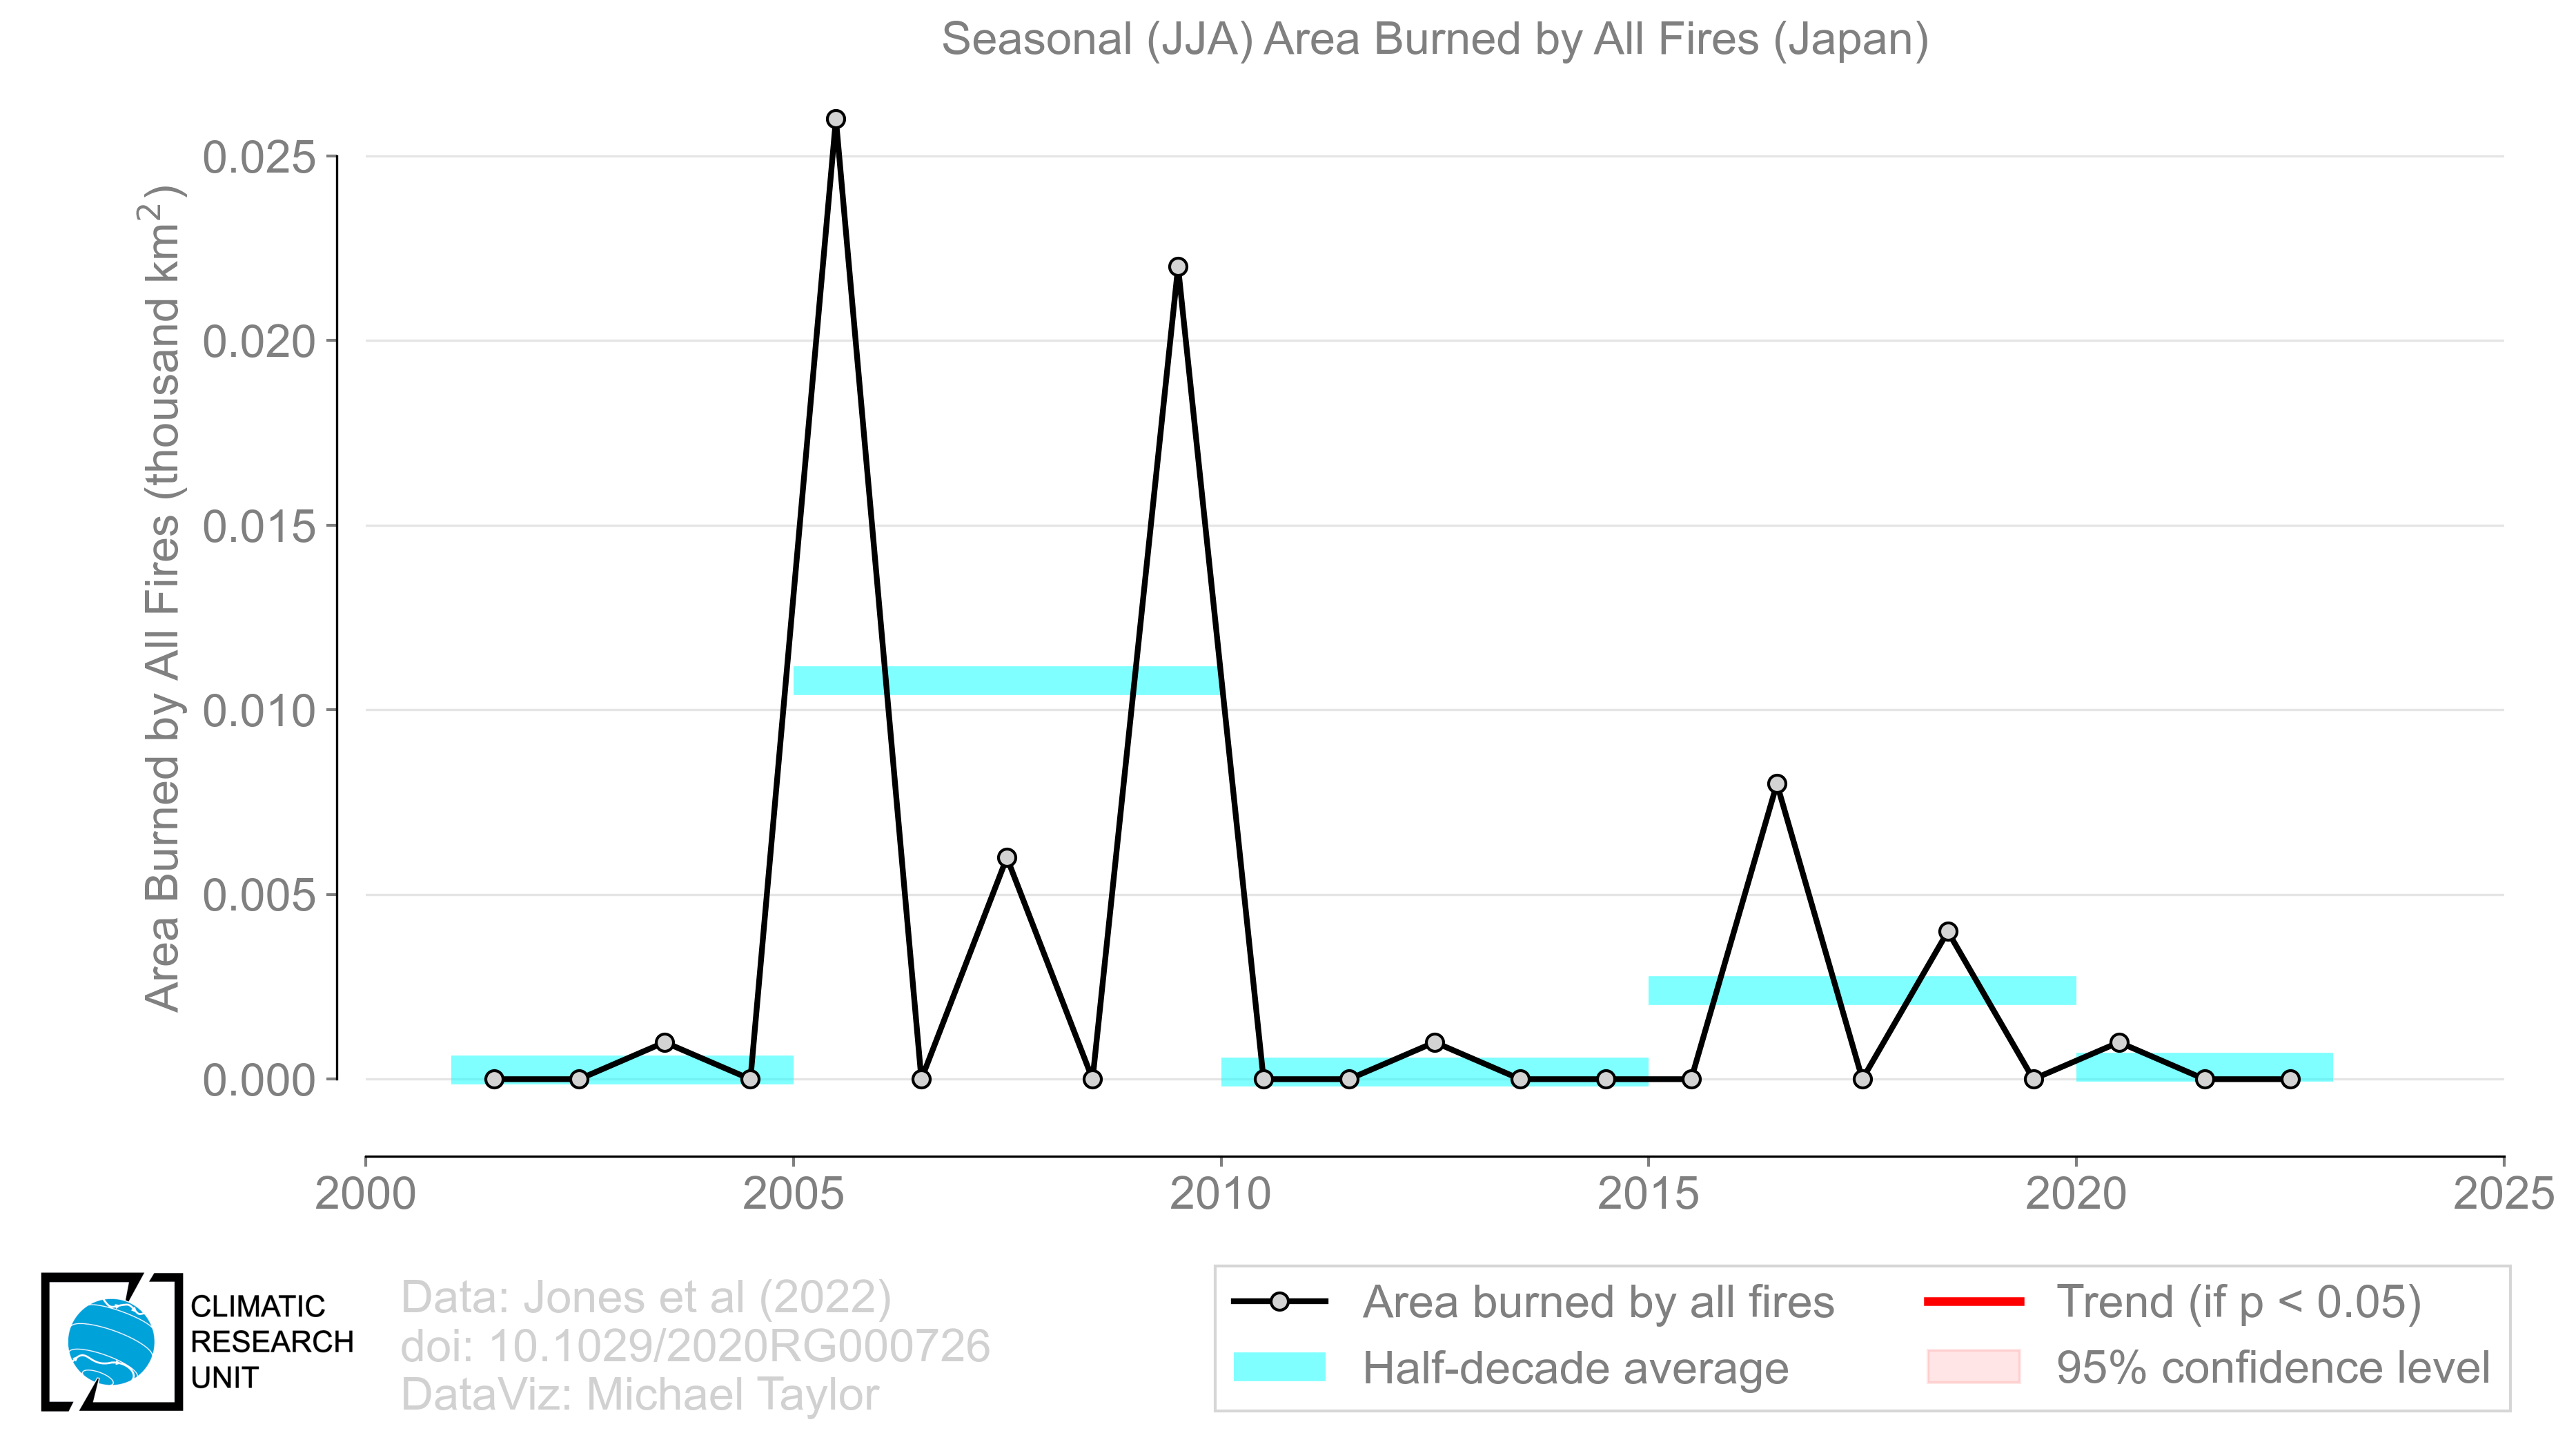 Seasonal (JJA) Area Burned by All Fires (Japan)
Area Burned by All Fires (thousand km²)
0.025
0.020
0.015
0.010
0.005
0.000
2000 2005 2010 2015 2020 2025
CLIMATIC
RESEARCH
UNIT
Data: Jones et al (2022)
doi: 10.1029/2020RG000726
DataViz: Michael Taylor
Area burned by all fires
Half-decade average
Trend (if p < 0.05)
95% confidence level